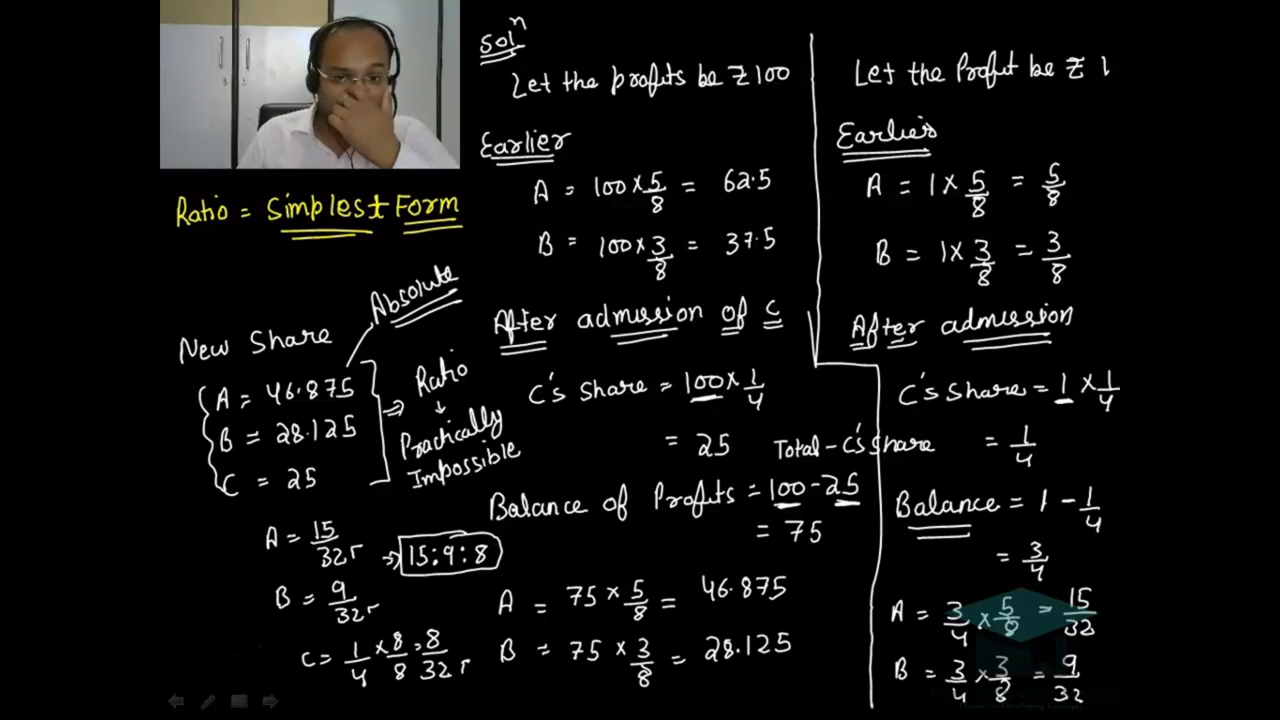 Ratio = Simplest Form
Absolute
New Share
A = 46.875
B = 28.125
C = 25
⇒ Ratio
↓
Practically
Impossible
A = 15/32
B = 9/32
C = 1/4 × 8/8 = 8/32
⇒ 15:9:8
Solⁿ
Let the profits be ₹100
Earlier
A = 100 × 5/8 = 62.5
B = 100 × 3/8 = 37.5
After admission of C
C's Share = 100 × 1/4
= 25
Total - C's Share
Balance of Profits = 100 - 25
= 75
A = 75 × 5/8 = 46.875
B = 75 × 3/8 = 28.125
Let the Profit be ₹ 1
Earlier
A = 1 × 5/8 = 5/8
B = 1 × 3/8 = 3/8
After admission
C's Share = 1 × 1/4
= 1/4
Balance = 1 - 1/4
= 3/4
A = 3/4 × 5/8 = 15/32
B = 3/4 × 3/8 = 9/32